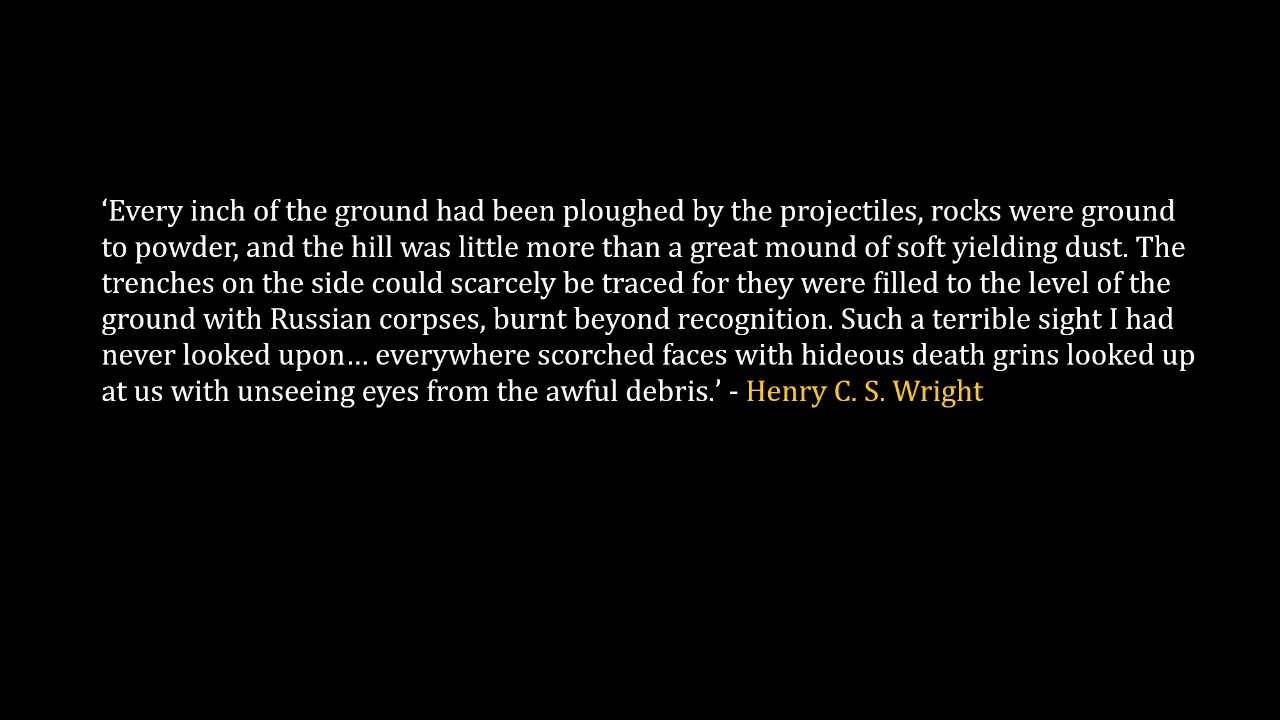 ‘Every inch of the ground had been ploughed by the projectiles, rocks were ground
to powder, and the hill was little more than a great mound of soft yielding dust. The
trenches on the side could scarcely be traced for they were filled to the level of the
ground with Russian corpses, burnt beyond recognition. Such a terrible sight I had
never looked upon… everywhere scorched faces with hideous death grins looked up
at us with unseeing eyes from the awful debris.’ - Henry C. S. Wright